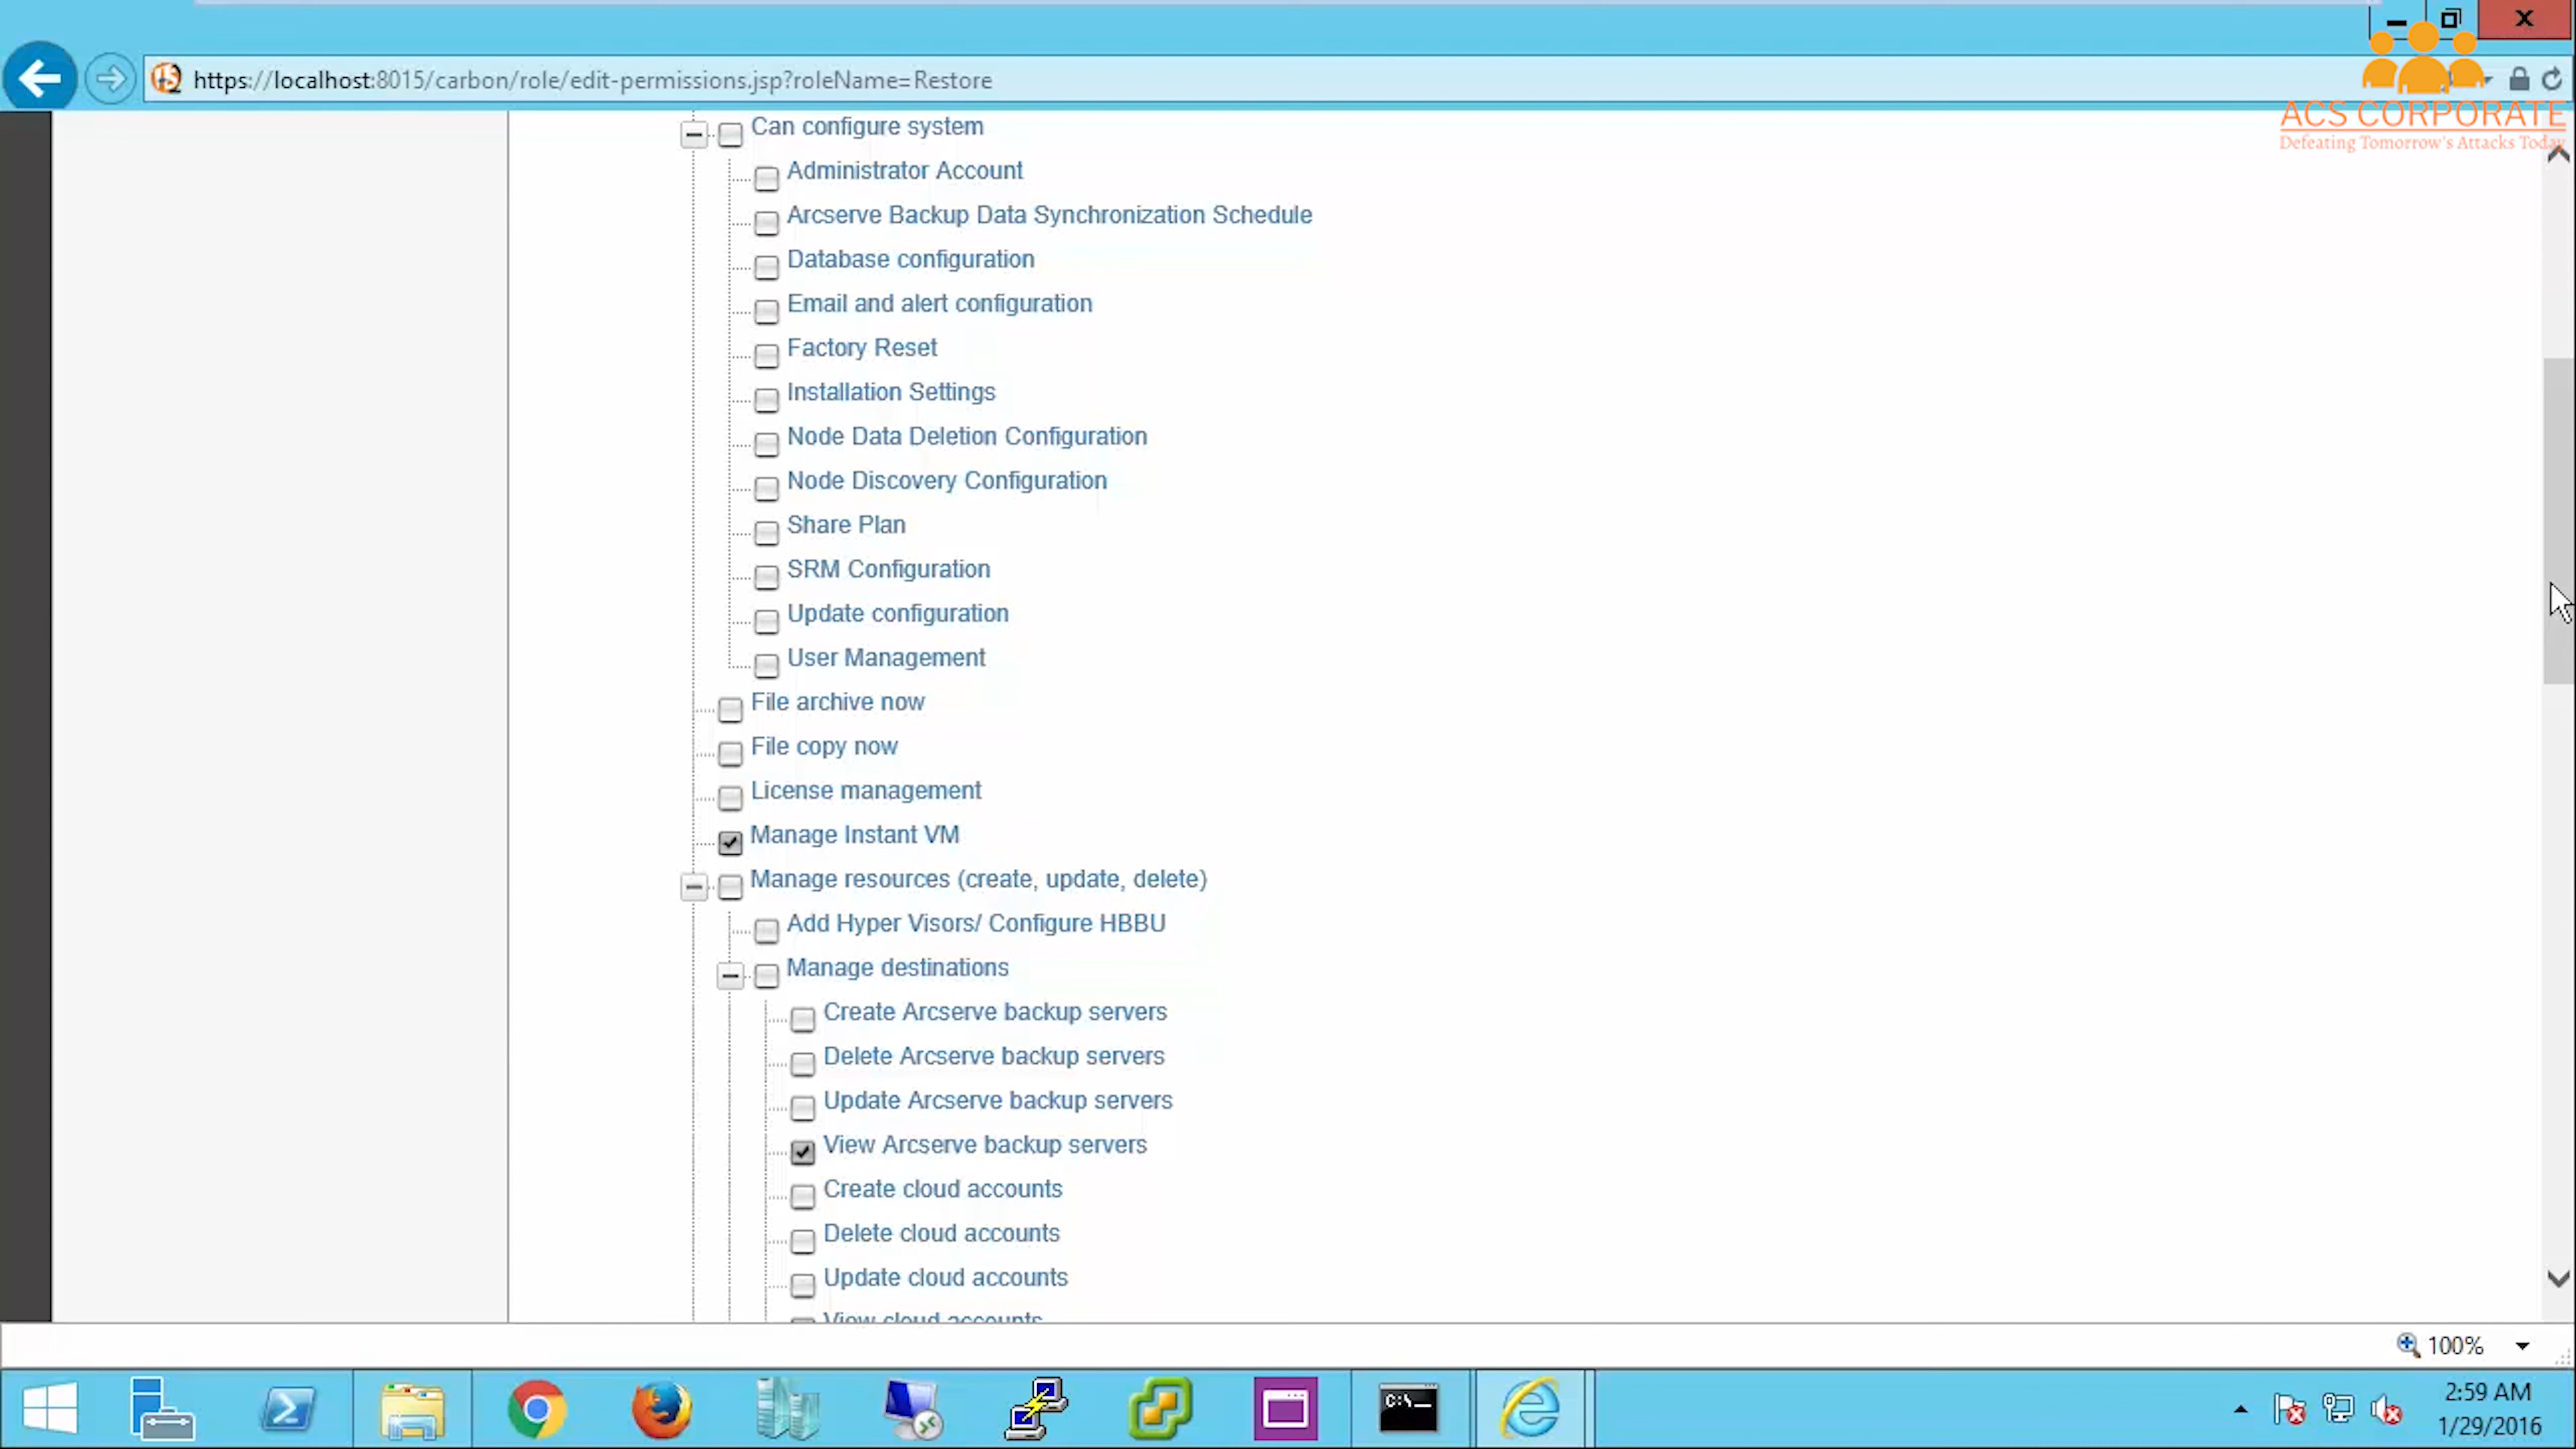 https://localhost:8015/carbon/role/edit-permissions.jsp?roleName=Restore
ACS CORPORATE
Defeating Tomorrow's Attacks Today
Can configure system
Administrator Account
Arcserve Backup Data Synchronization Schedule
Database configuration
Email and alert configuration
Factory Reset
Installation Settings
Node Data Deletion Configuration
Node Discovery Configuration
Share Plan
SRM Configuration
Update configuration
User Management
File archive now
File copy now
License management
Manage Instant VM
Manage resources (create, update, delete)
Add Hyper Visors/ Configure HBBU
Manage destinations
Create Arcserve backup servers
Delete Arcserve backup servers
Update Arcserve backup servers
View Arcserve backup servers
Create cloud accounts
Delete cloud accounts
Update cloud accounts
View cloud accounts
100%
C:\_
2:59 AM
1/29/2016